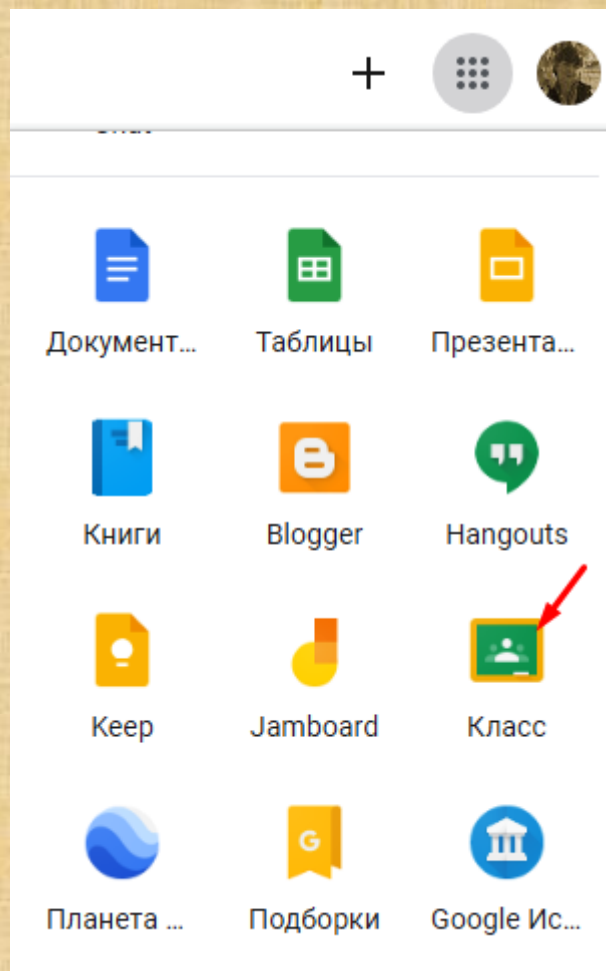 Документ... Таблицы Презента...
Книги Blogger Hangouts
Keep Jamboard Класс
G
Планета ... Подборки Google Ис...